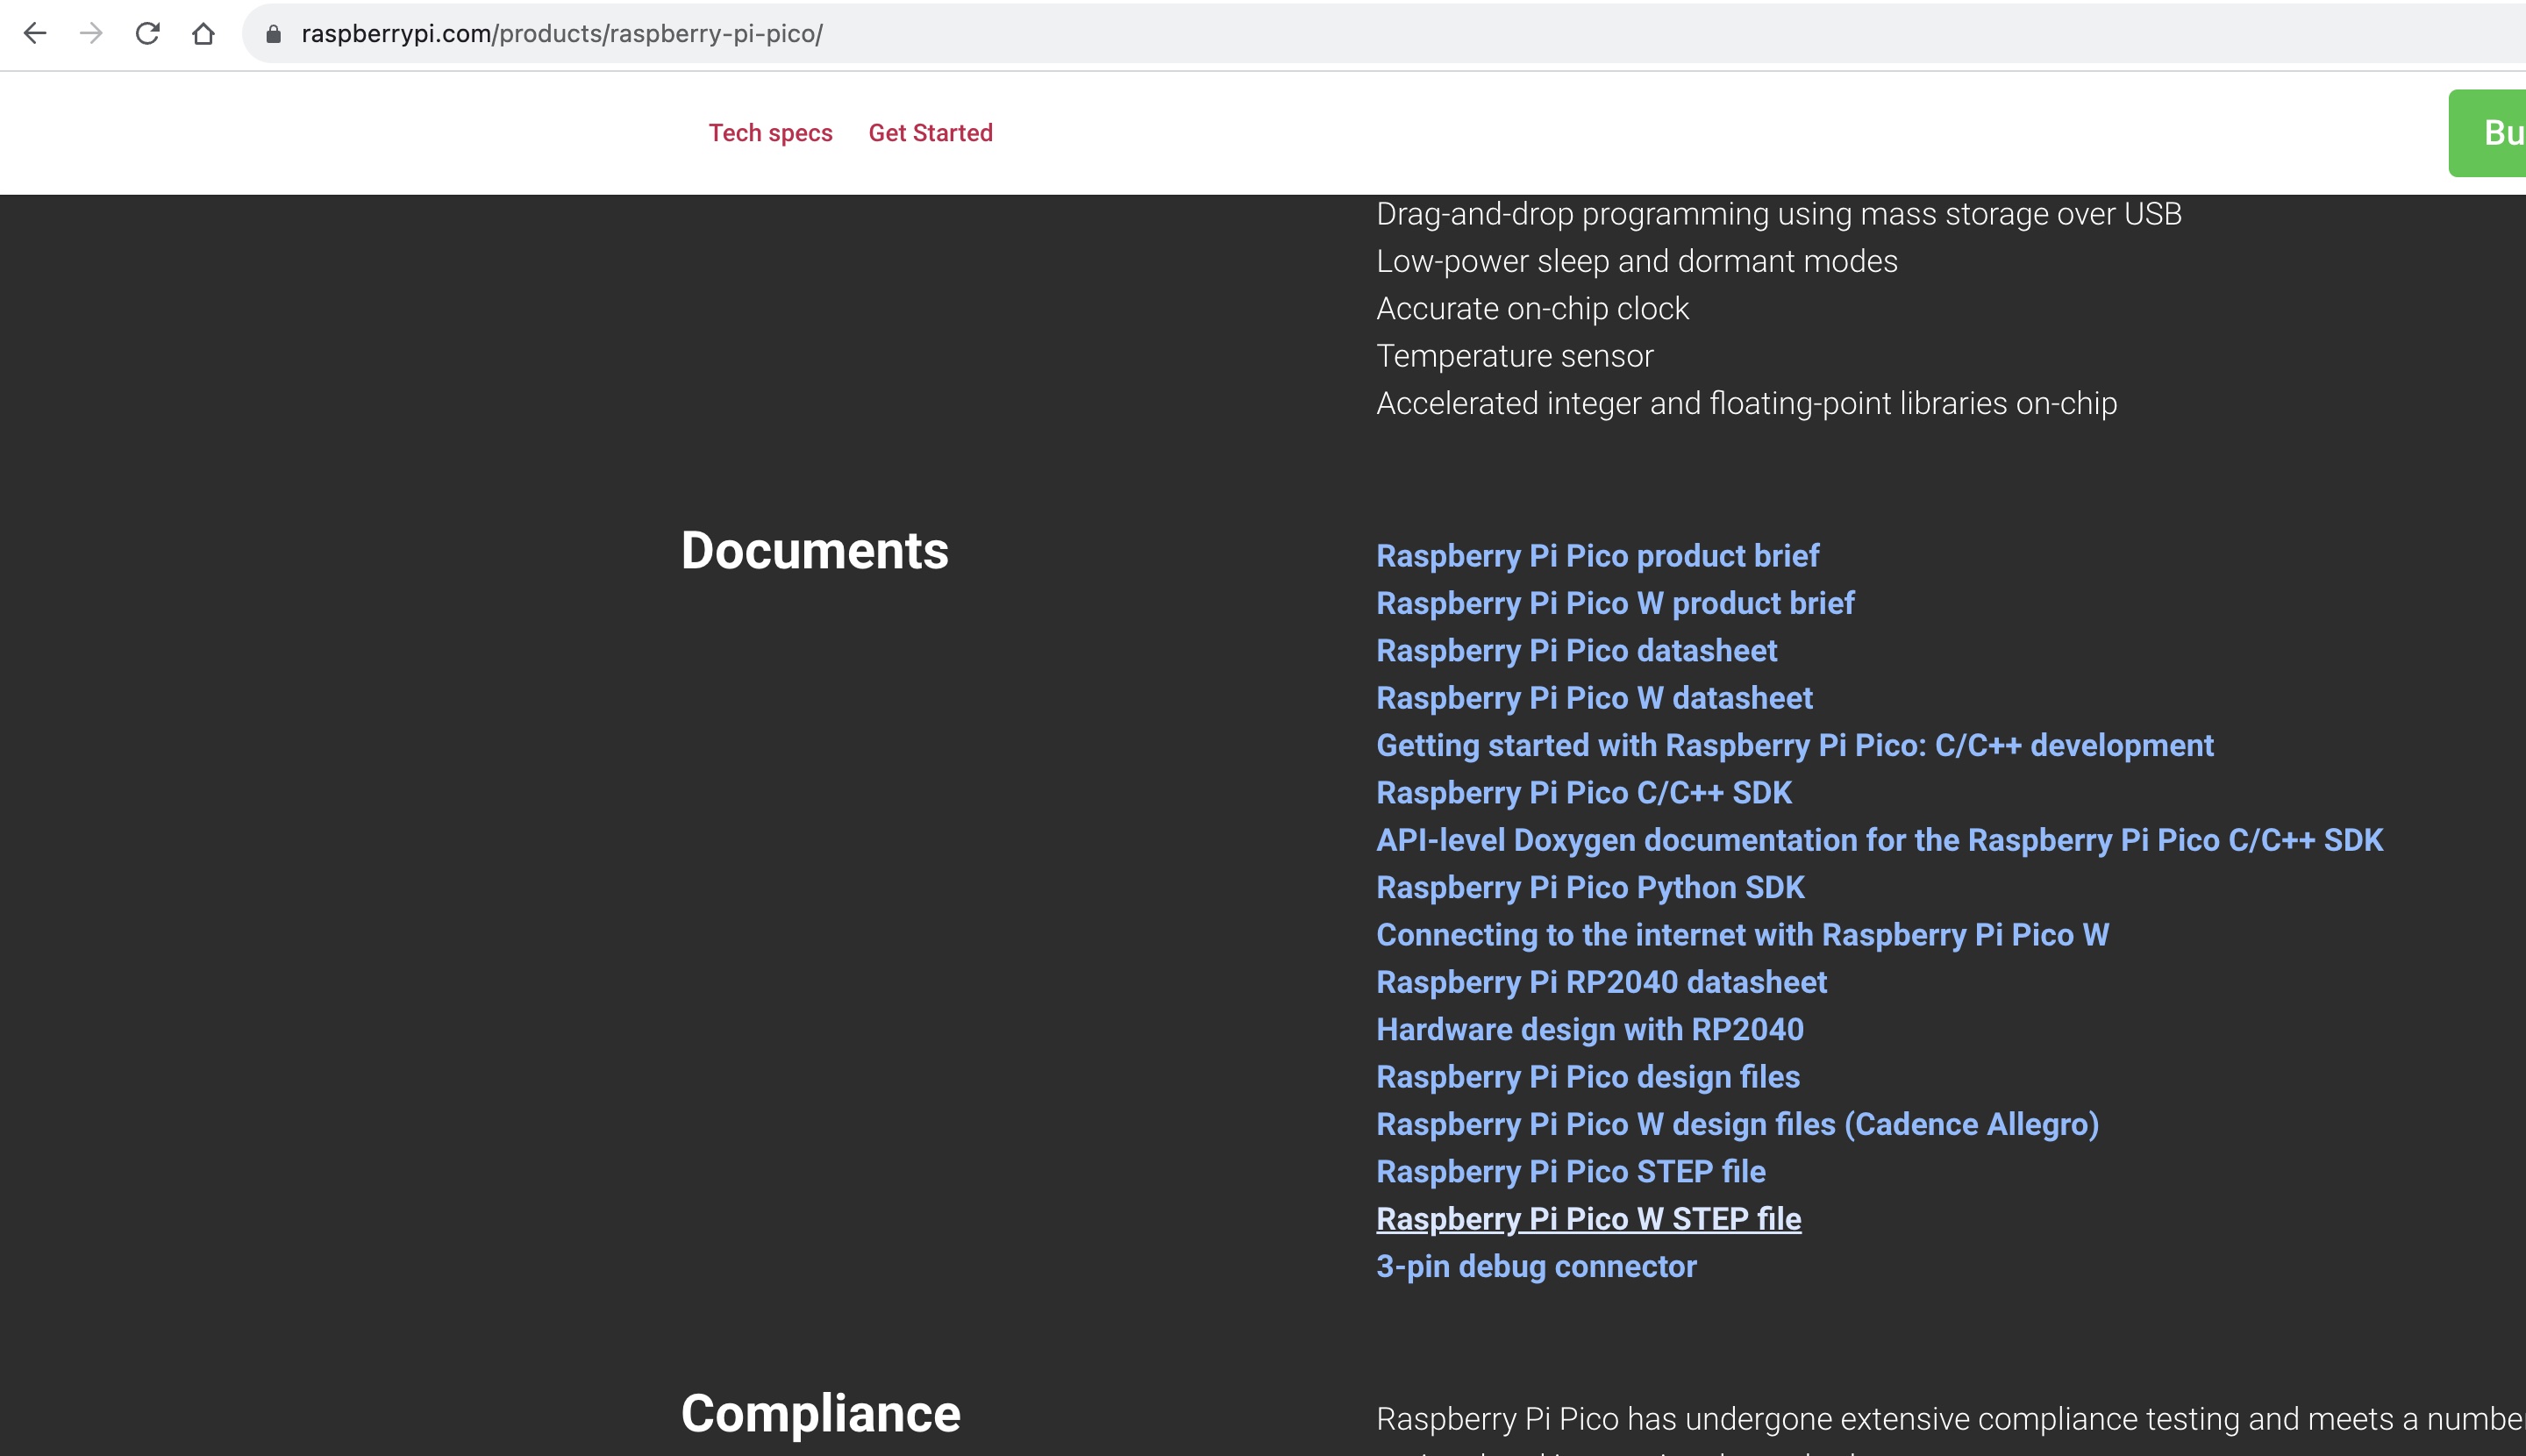 raspberrypi.com/products/raspberry-pi-pico/
Tech specs Get Started
Drag-and-drop programming using mass storage over USB
Low-power sleep and dormant modes
Accurate on-chip clock
Temperature sensor
Accelerated integer and floating-point libraries on-chip
Documents
Raspberry Pi Pico product brief
Raspberry Pi Pico W product brief
Raspberry Pi Pico datasheet
Raspberry Pi Pico W datasheet
Getting started with Raspberry Pi Pico: C/C++ development
Raspberry Pi Pico C/C++ SDK
API-level Doxygen documentation for the Raspberry Pi Pico C/C++ SDK
Raspberry Pi Pico Python SDK
Connecting to the internet with Raspberry Pi Pico W
Raspberry Pi RP2040 datasheet
Hardware design with RP2040
Raspberry Pi Pico design files
Raspberry Pi Pico W design files (Cadence Allegro)
Raspberry Pi Pico STEP file
Raspberry Pi Pico W STEP file
3-pin debug connector
Compliance
Raspberry Pi Pico has undergone extensive compliance testing and meets a